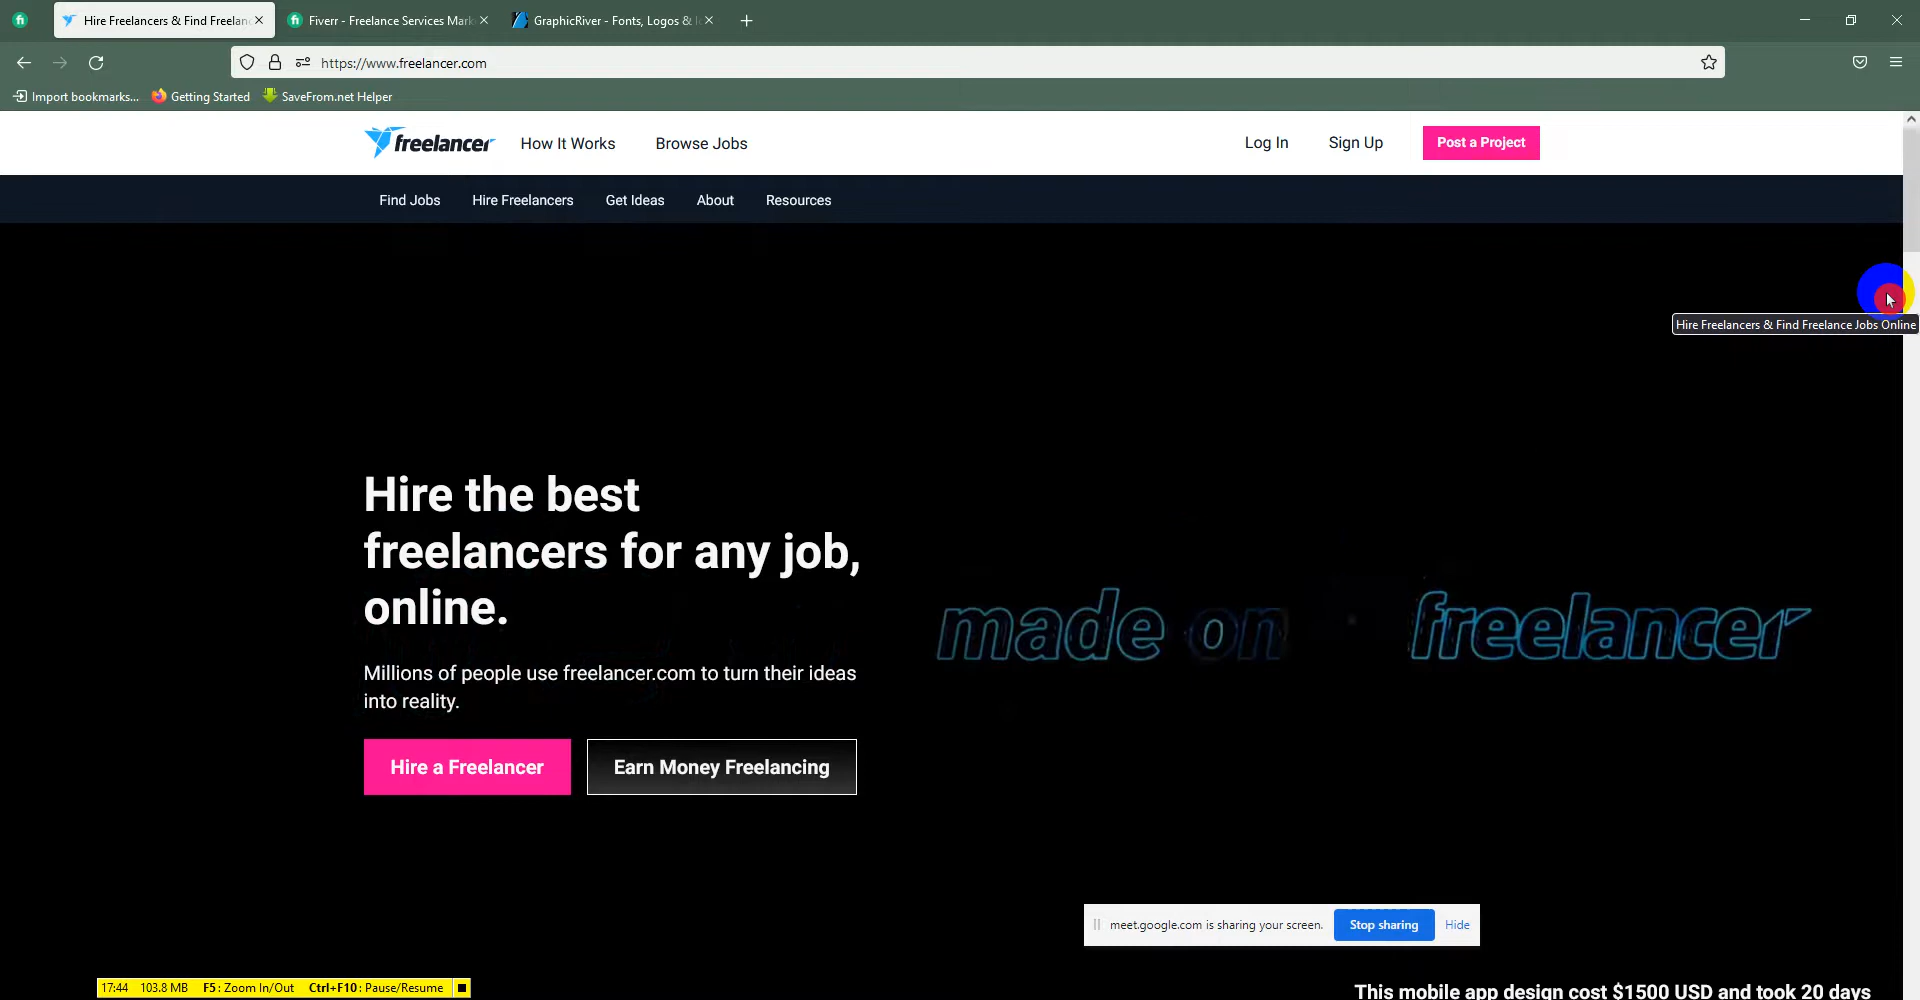 Hire Freelancers & Find Freelan
Fiverr - Freelance Services Mark
GraphicRiver - Fonts, Logos & I
https://www.freelancer.com
Import bookmarks...
Getting Started
SaveFrom.net Helper
freelancer
How It Works
Browse Jobs
Log In
Sign Up
Post a Project
Find Jobs
Hire Freelancers
Get Ideas
About
Resources
Hire Freelancers & Find Freelance Jobs Online
Hire the best
freelancers for any job,
online.
made on freelancer
Millions of people use freelancer.com to turn their ideas
into reality.
Hire a Freelancer
Earn Money Freelancing
meet.google.com is sharing your screen.
Stop sharing
Hide
17:44 103.8 MB F5: Zoom In/Out Ctrl+F10: Pause/Resume
This mobile app design cost $1500 USD and took 20 days